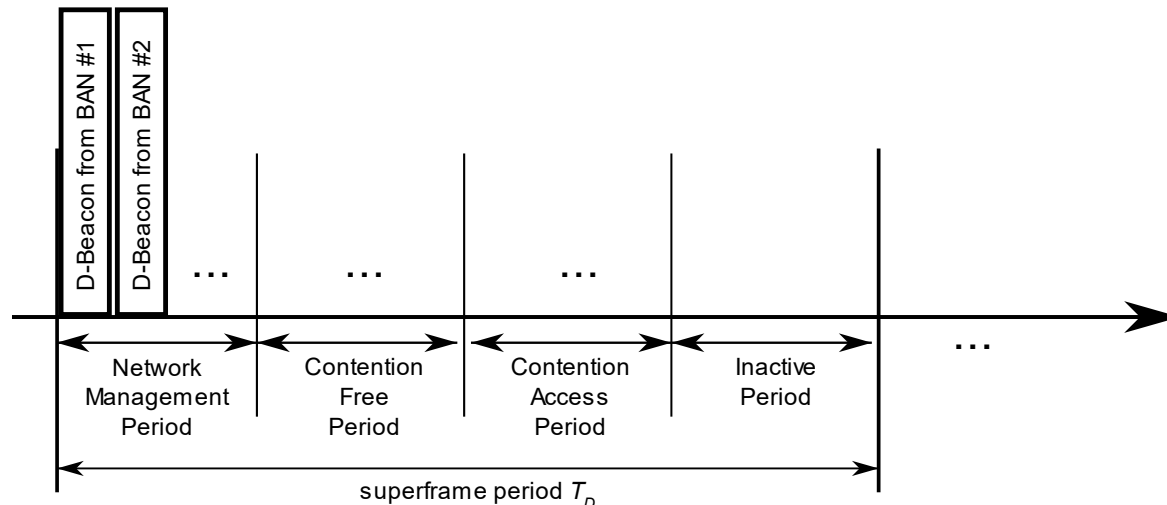 D-Beacon from BAN #1
D-Beacon from BAN #2
...
...
...
...
Network
Management
Period
Contention
Free
Period
Contention
Access
Period
Inactive
Period
superframe period T_D